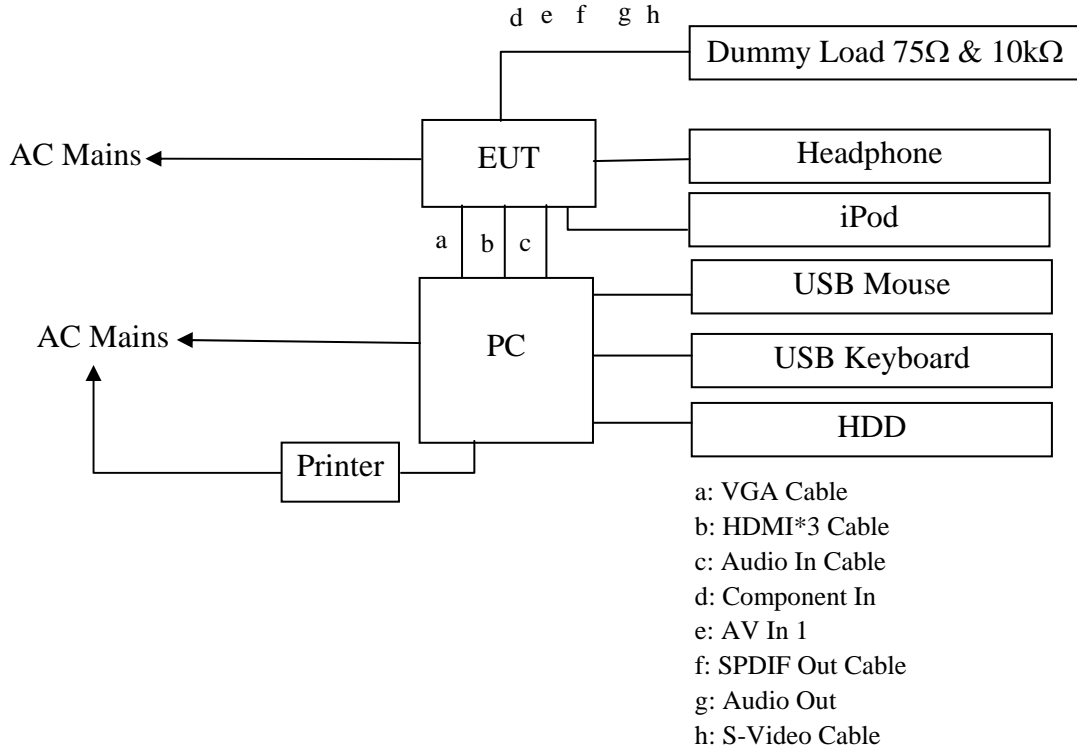 d e f g h
Dummy Load 75Ω & 10kΩ
AC Mains
EUT
Headphone
iPod
a b c
USB Mouse
AC Mains
PC
USB Keyboard
HDD
Printer
a: VGA Cable
b: HDMI*3 Cable
c: Audio In Cable
d: Component In
e: AV In 1
f: SPDIF Out Cable
g: Audio Out
h: S-Video Cable